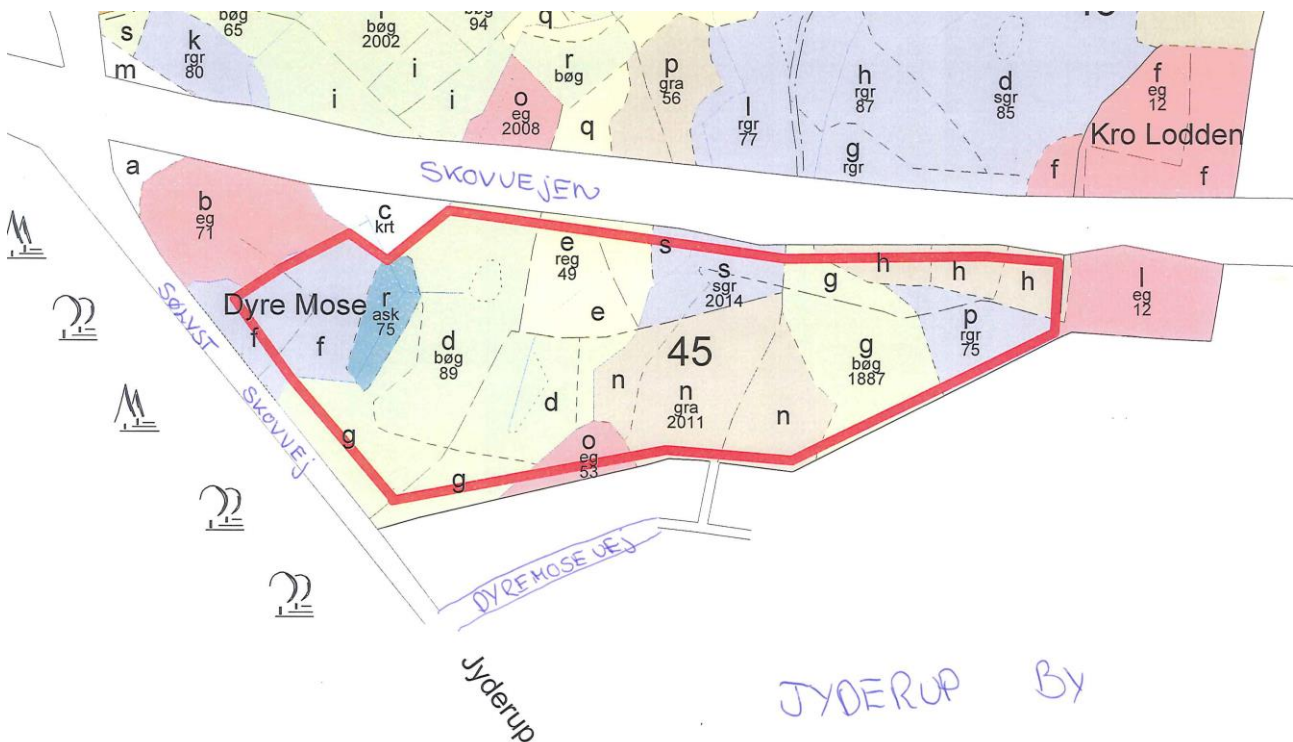 bøg
65
bøg
2002
bøg
94
q
s
k
rgr
80
m
i
i
i
r
bøg
p
gra
56
o
eg
2008
q
l
rgr
77
h
rgr
87
d
sgr
85
g
rgr
f
eg
12
Kro Lodden
f
f
a
SKOVVEJEN
b
eg
71
c
krt
e
reg
49
s
s
sgr
2014
g
h
h
h
l
eg
12
Dyre Mose
r
ask
75
f
f
d
bøg
89
e
45
p
rgr
75
g
bøg
1887
SØLYST SKOVVEJ
d
n
n
gra
2011
n
g
g
o
eg
53
DYREMOSEVEJ
Jyderup
JYDERUP BY